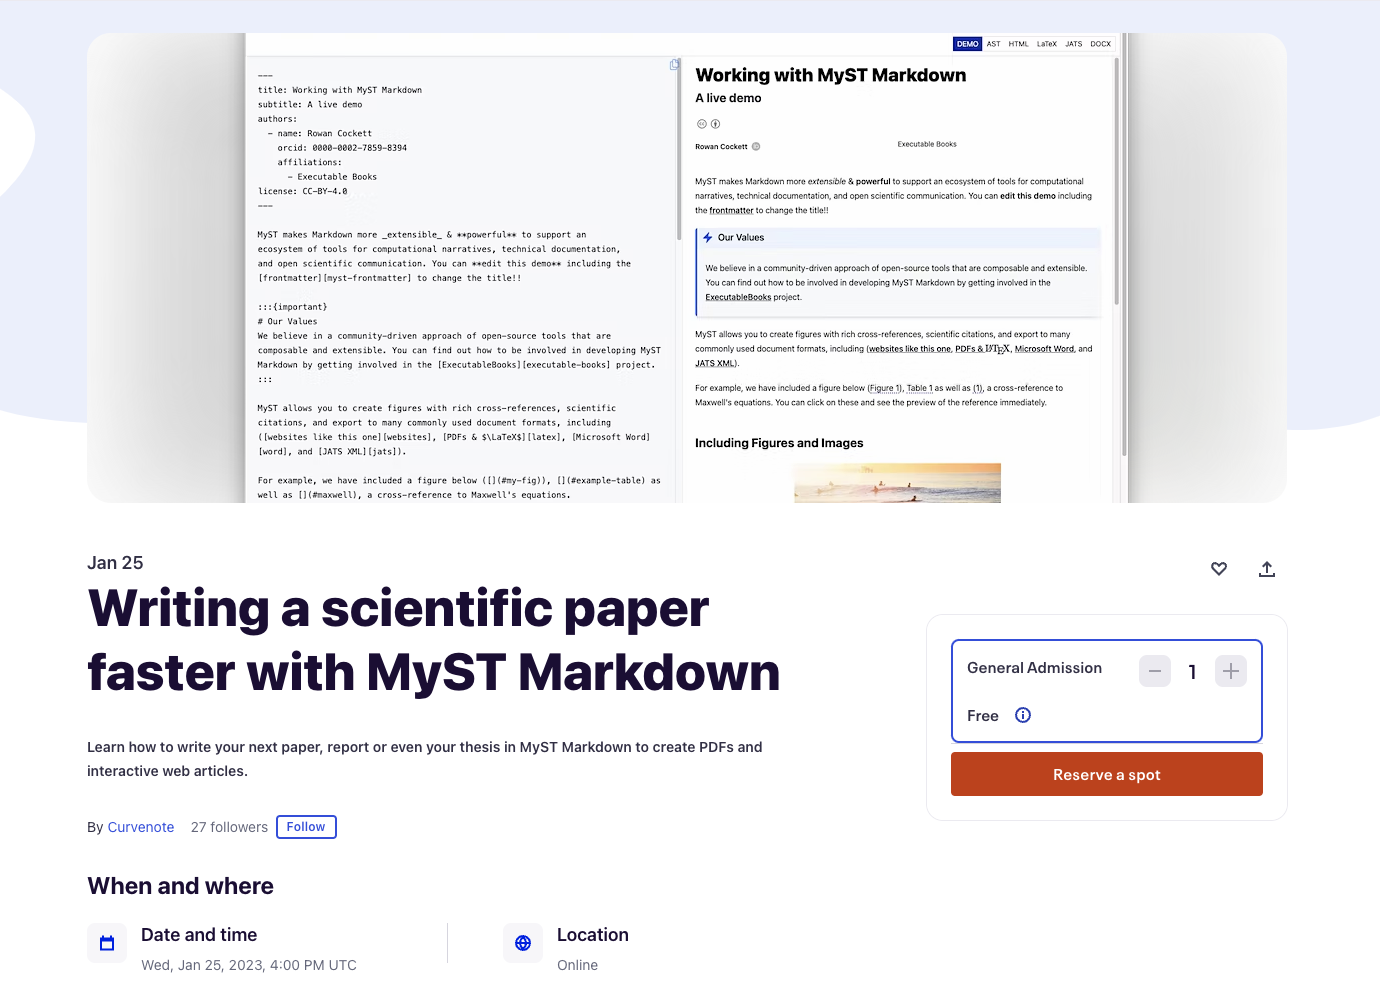 DEMO AST HTML LaTeX JATS DOCX
---
title: Working with MyST Markdown
subtitle: A live demo
authors:
  - name: Rowan Cockett
    orcid: 0000-0002-7859-8394
    affiliations:
      - Executable Books
license: CC-BY-4.0
---
MyST makes Markdown more _extensible_ & **powerful** to support an
ecosystem of tools for computational narratives, technical documentation,
and open scientific communication. You can **edit this demo** including the
[frontmatter][myst-frontmatter] to change the title!!
:::{important}
# Our Values
We believe in a community-driven approach of open-source tools that are
composable and extensible. You can find out how to be involved in developing MyST
Markdown by getting involved in the [ExecutableBooks][executable-books] project.
:::
MyST allows you to create figures with rich cross-references, scientific
citations, and export to many commonly used document formats, including
([websites like this one][websites], [PDFs & $\LaTeX$][latex], [Microsoft Word]
[word], and [JATS XML][jats]).
For example, we have included a figure below ([](#my-fig)), [](#example-table) as
well as [](#maxwell), a cross-reference to Maxwell's equations.
Working with MyST Markdown
A live demo
Rowan Cockett Executable Books
MyST makes Markdown more extensible & powerful to support an ecosystem of tools for computational
narratives, technical documentation, and open scientific communication. You can edit this demo including
the frontmatter to change the title!!
Our Values
We believe in a community-driven approach of open-source tools that are composable and extensible.
You can find out how to be involved in developing MyST Markdown by getting involved in the
ExecutableBooks project.
MyST allows you to create figures with rich cross-references, scientific citations, and export to many
commonly used document formats, including (websites like this one, PDFs & LATEX, Microsoft Word, and
JATS XML).
For example, we have included a figure below (Figure 1), Table 1 as well as (1), a cross-reference to
Maxwell's equations. You can click on these and see the preview of the reference immediately.
Including Figures and Images
Jan 25
Writing a scientific paper
faster with MyST Markdown
Learn how to write your next paper, report or even your thesis in MyST Markdown to create PDFs and
interactive web articles.
By Curvenote 27 followers Follow
General Admission 1
Free
Reserve a spot
When and where
Date and time
Wed, Jan 25, 2023, 4:00 PM UTC
Location
Online